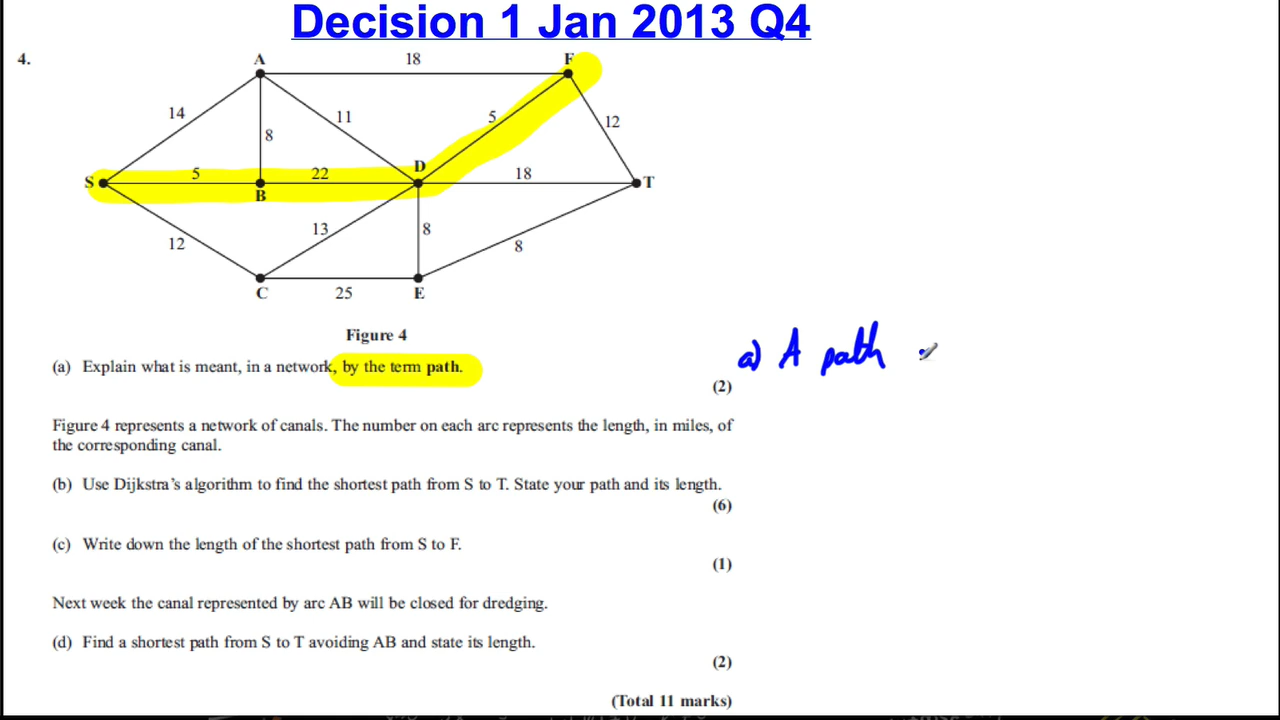 Decision 1 Jan 2013 Q4
4.
A 18 F
14 11 5 12
8
D
S 5 22 18 T
B
13 8
12 8
C 25 E
Figure 4
(a) Explain what is meant, in a network, by the term path.
a) A path
(2)
Figure 4 represents a network of canals. The number on each arc represents the length, in miles, of
the corresponding canal.
(b) Use Dijkstra's algorithm to find the shortest path from S to T. State your path and its length.
(6)
(c) Write down the length of the shortest path from S to F.
(1)
Next week the canal represented by arc AB will be closed for dredging.
(d) Find a shortest path from S to T avoiding AB and state its length.
(2)
(Total 11 marks)